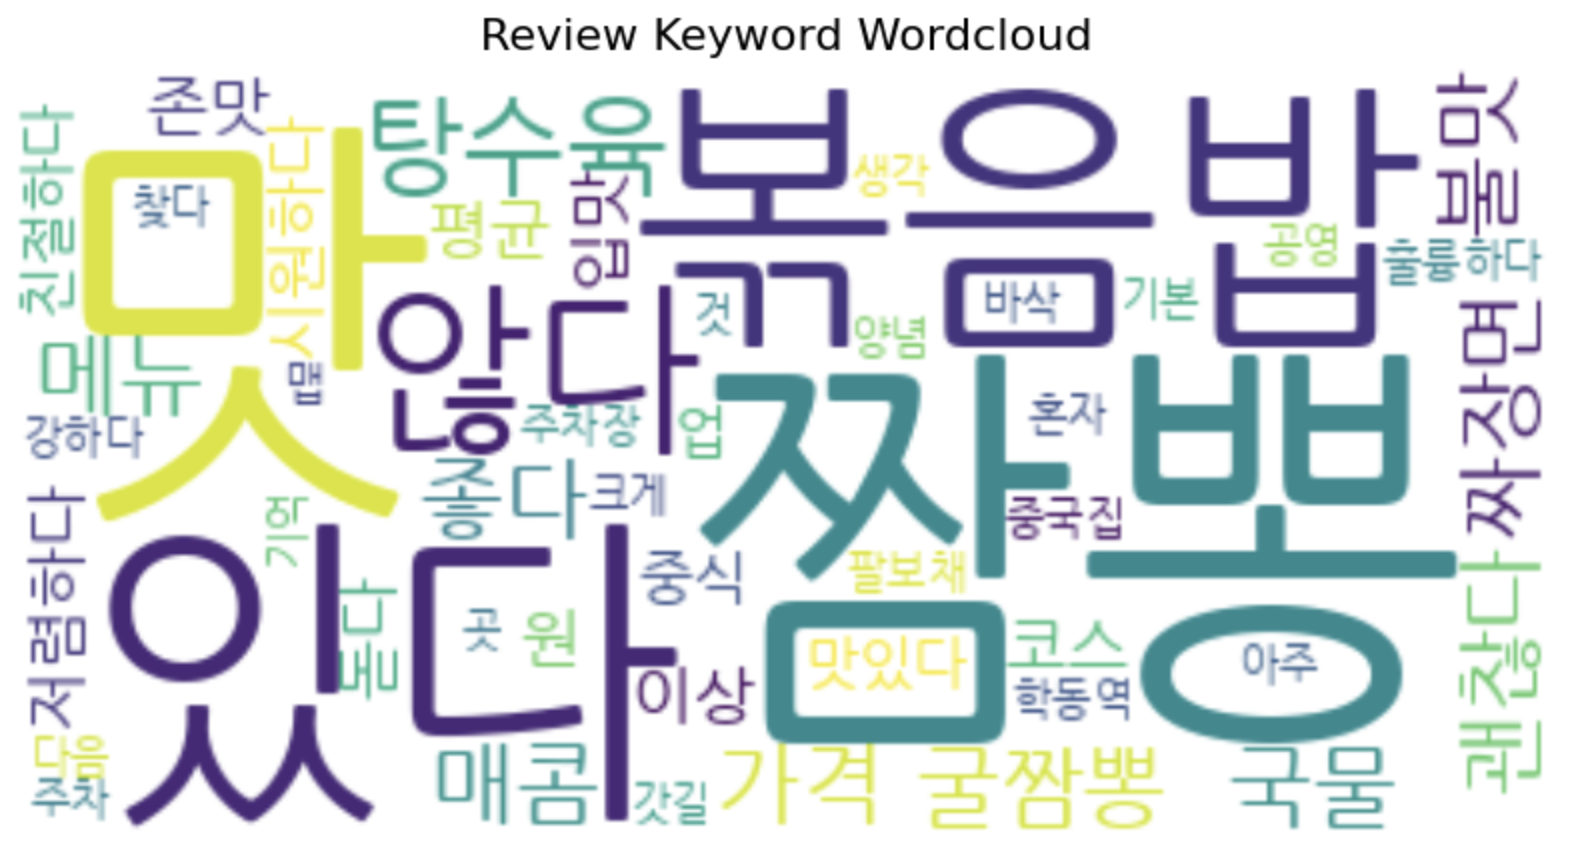 Review Keyword Wordcloud
존맛
탕수육
볶음밥
불맛
친절하다
맛
찾다
시원하다
평균
입맛
생각
공영
훌륭하다
않다
것
바삭
기본
양념
메뉴
맵
강하다
주차장
업
짬뽕
혼자
짜장면
좋다
크게
중국집
저렴하다
있다
돌다
중식
팔보채
곳
원
맛있다
코스
아주
괜찮다
이상
학동역
다음
주차
매콤
갓길
가격
굴짬뽕
국물